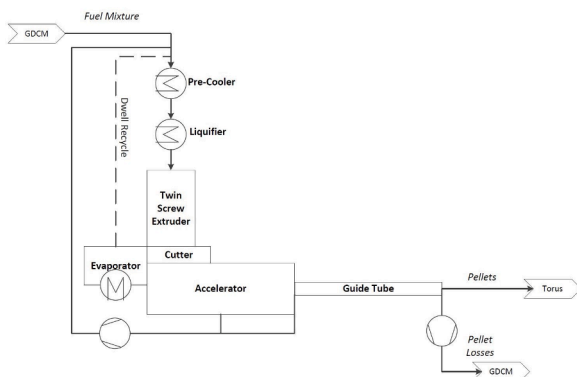 Fuel Mixture
GDCM
Pre-Cooler
Dwell Recycle
Liquifier
Twin
Screw
Extruder
Cutter
Evaporator
Accelerator
Guide Tube
Pellets
Torus
Pellet
Losses
GDCM